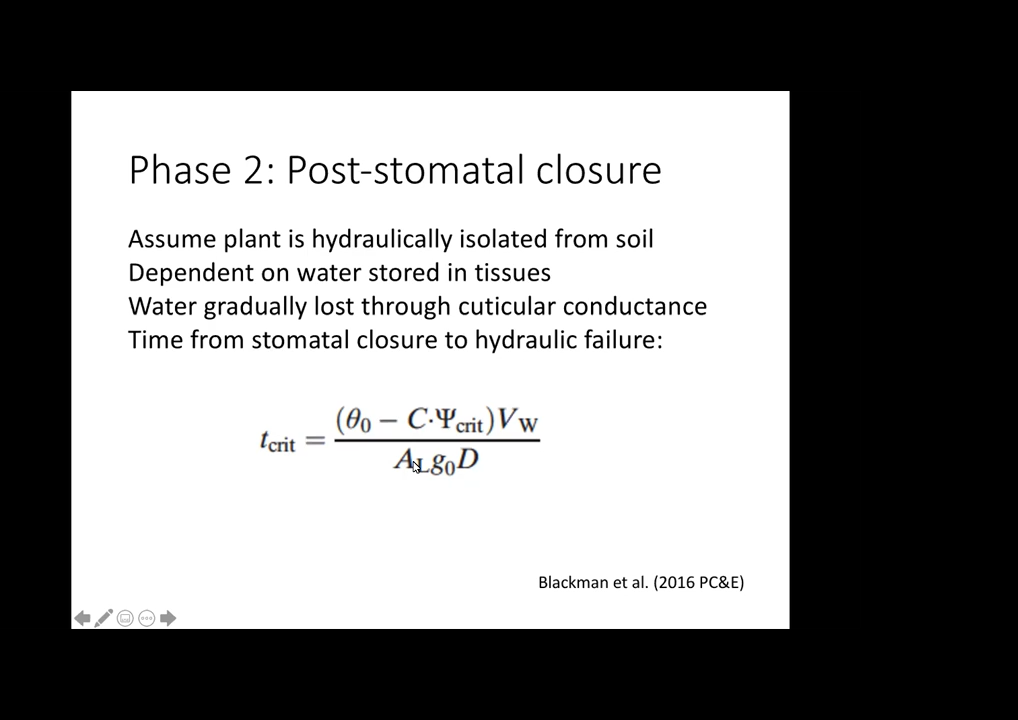 Phase 2: Post-stomatal closure
Assume plant is hydraulically isolated from soil
Dependent on water stored in tissues
Water gradually lost through cuticular conductance
Time from stomatal closure to hydraulic failure:
t_crit = (θ₀ − C·Ψ_crit)V_W / A_L g₀ D
Blackman et al. (2016 PC&E)